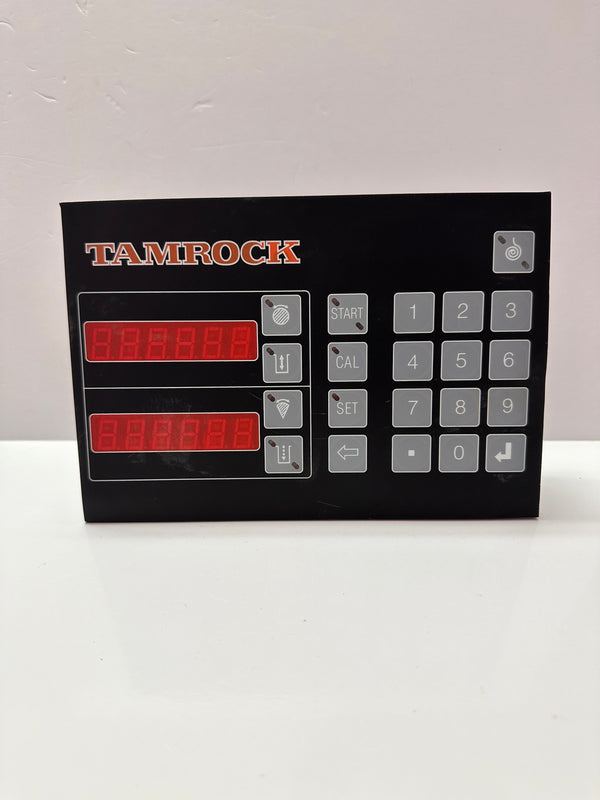 TAMROCK
START 1 2 3
CAL 4 5 6
SET 7 8 9
. 0